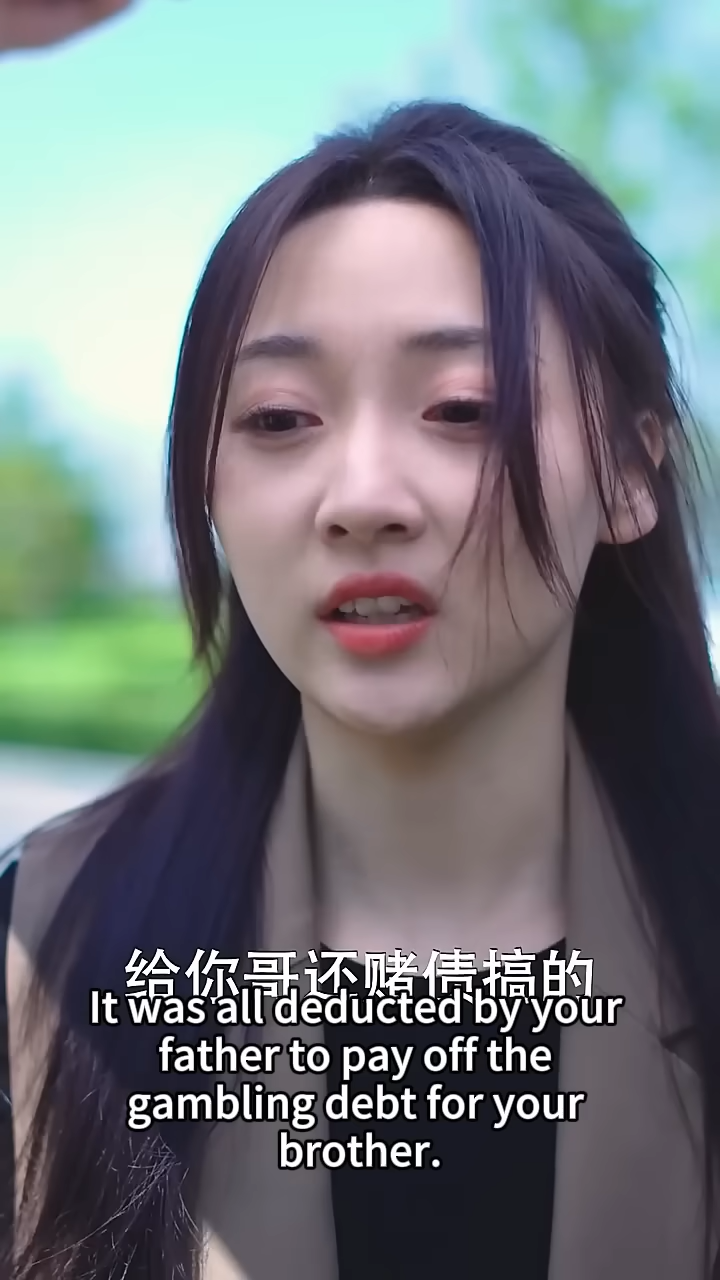 给你哥还赌债搞的
It was all deducted by your
father to pay off the
gambling debt for your
brother.